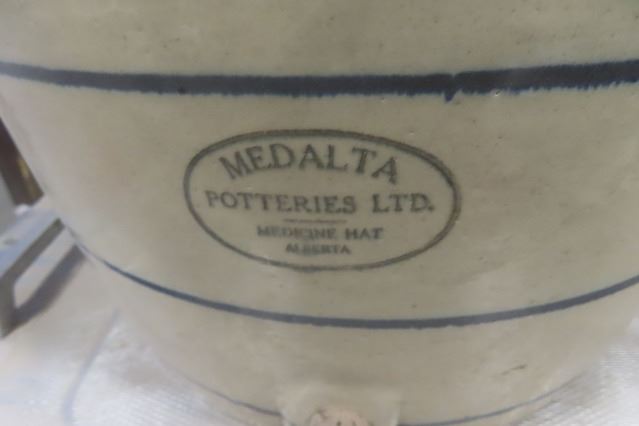 MEDALTA
POTTERIES LTD.
MEDICINE HAT
ALBERTA